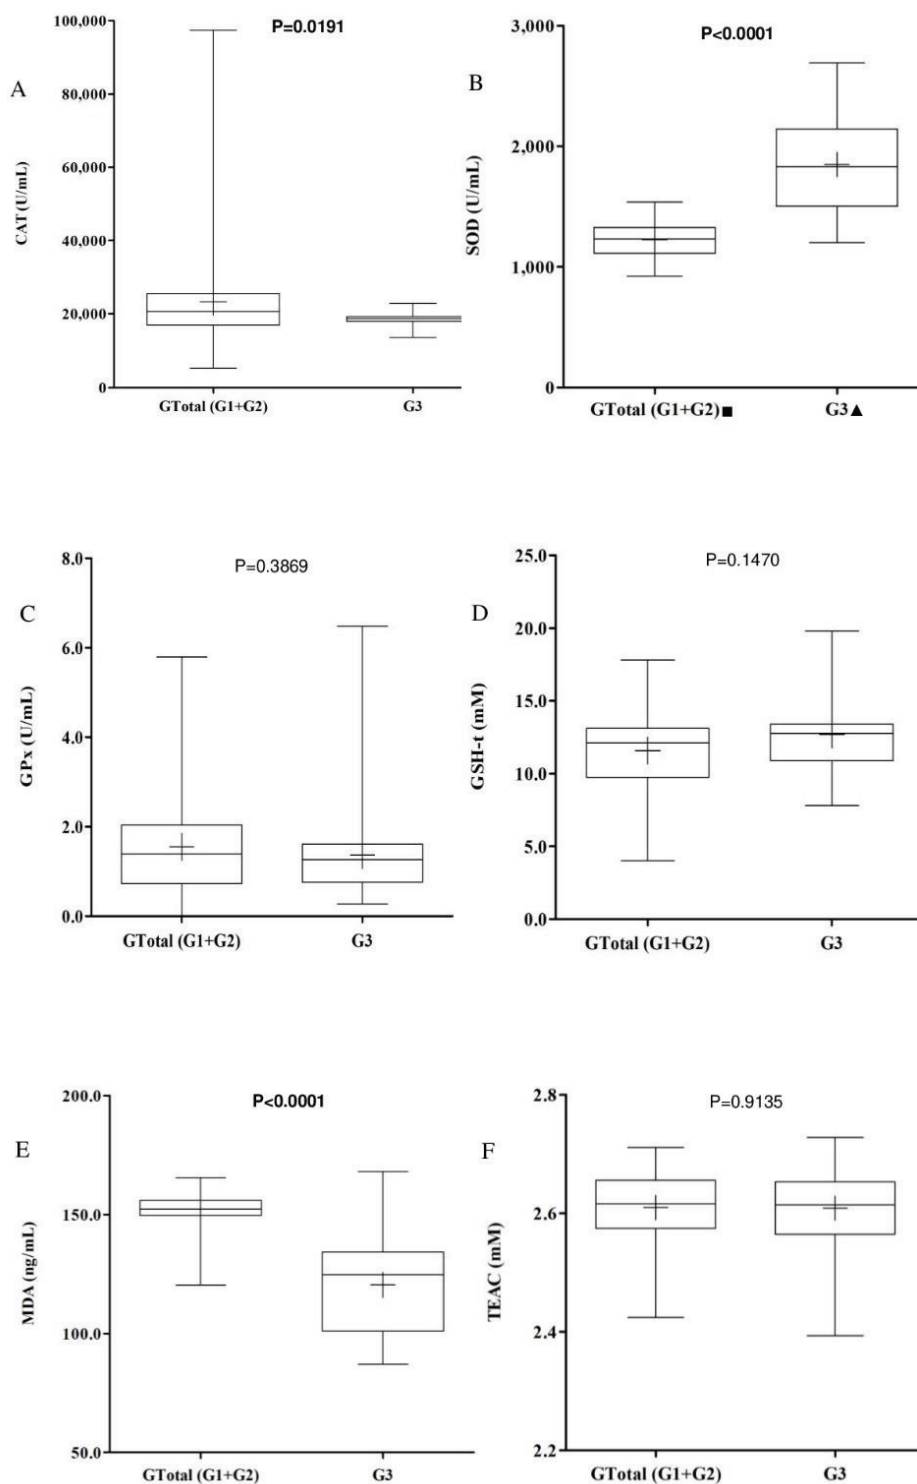 A
CAT (U/mL)
P=0.0191
100,000
80,000
60,000
40,000
20,000
0
GTotal (G1+G2)
G3
B
SOD (U/mL)
P<0.0001
3,000
2,000
1,000
0
GTotal (G1+G2)■
G3▲
C
GPx (U/mL)
P=0.3869
8.0
6.0
4.0
2.0
0.0
GTotal (G1+G2)
G3
D
GSH-t (mM)
P=0.1470
25.0
20.0
15.0
10.0
5.0
0.0
GTotal (G1+G2)
G3
E
MDA (ng/mL)
P<0.0001
200.0
150.0
100.0
50.0
GTotal (G1+G2)
G3
F
TEAC (mM)
P=0.9135
2.8
2.6
2.4
2.2
GTotal (G1+G2)
G3